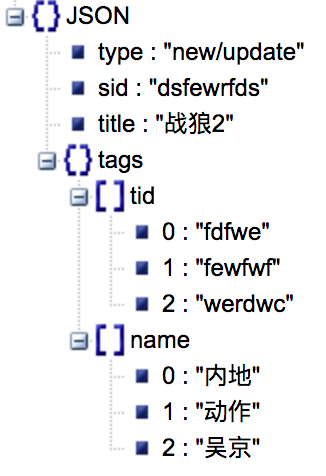 JSON
type : "new/update"
sid : "dsfewrfds"
title : "战狼2"
tags
tid
0 : "fdfwe"
1 : "fewfwf"
2 : "werdwc"
name
0 : "内地"
1 : "动作"
2 : "吴京"